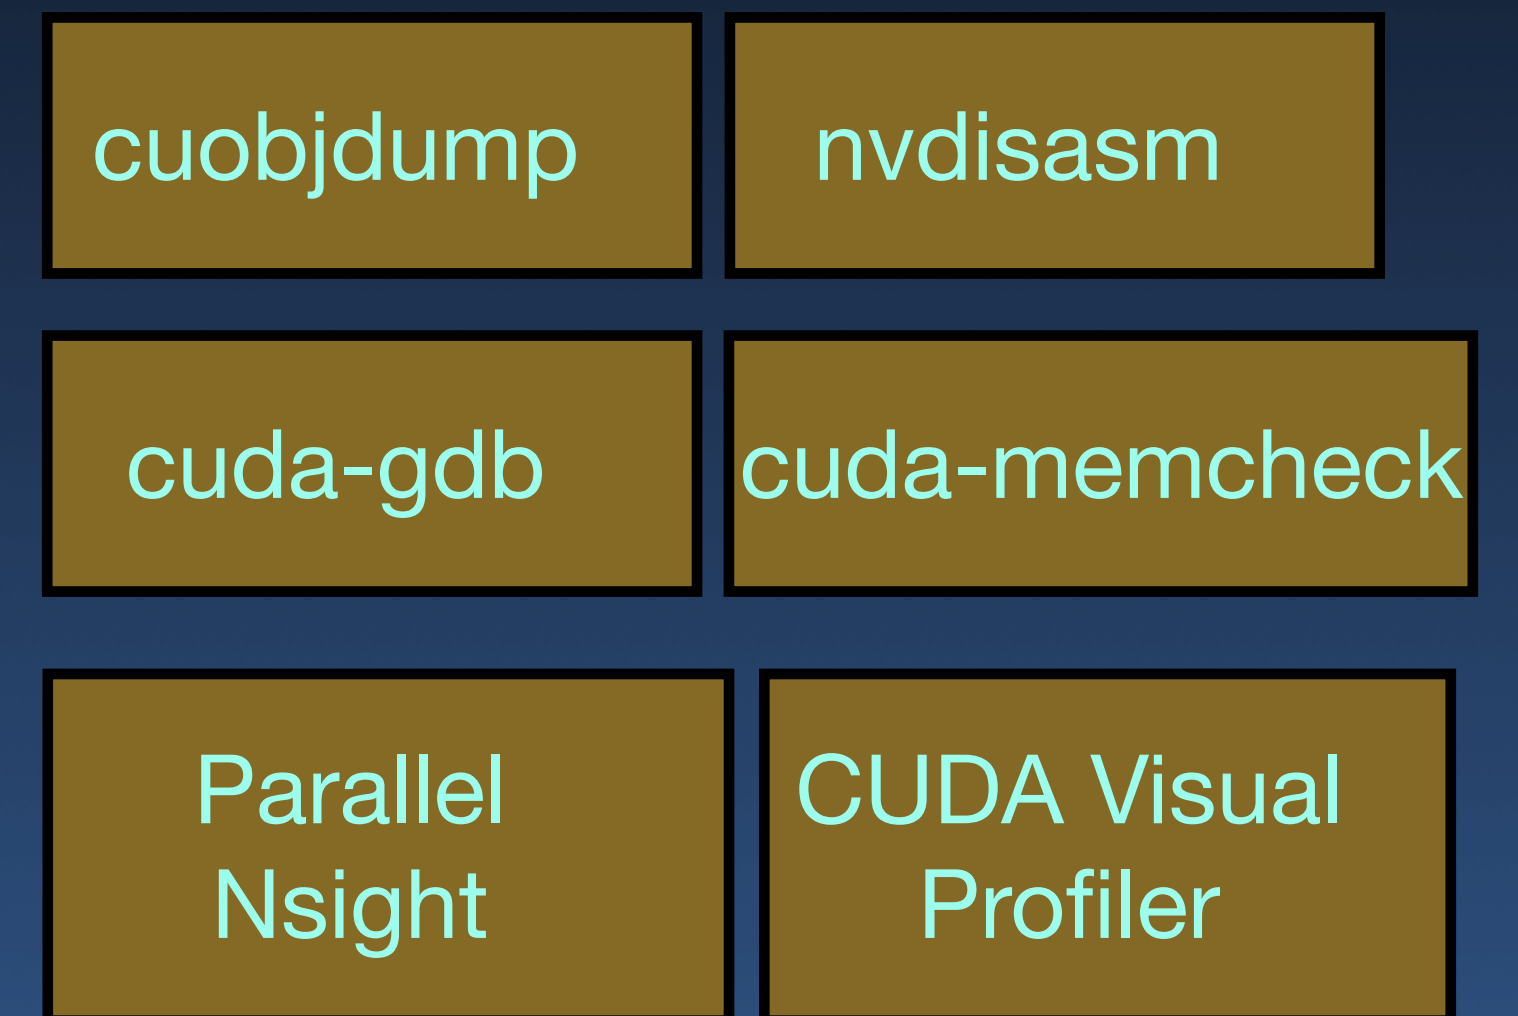 cuobjdump
nvdisasm
cuda-gdb
cuda-memcheck
Parallel
Nsight
CUDA Visual
Profiler